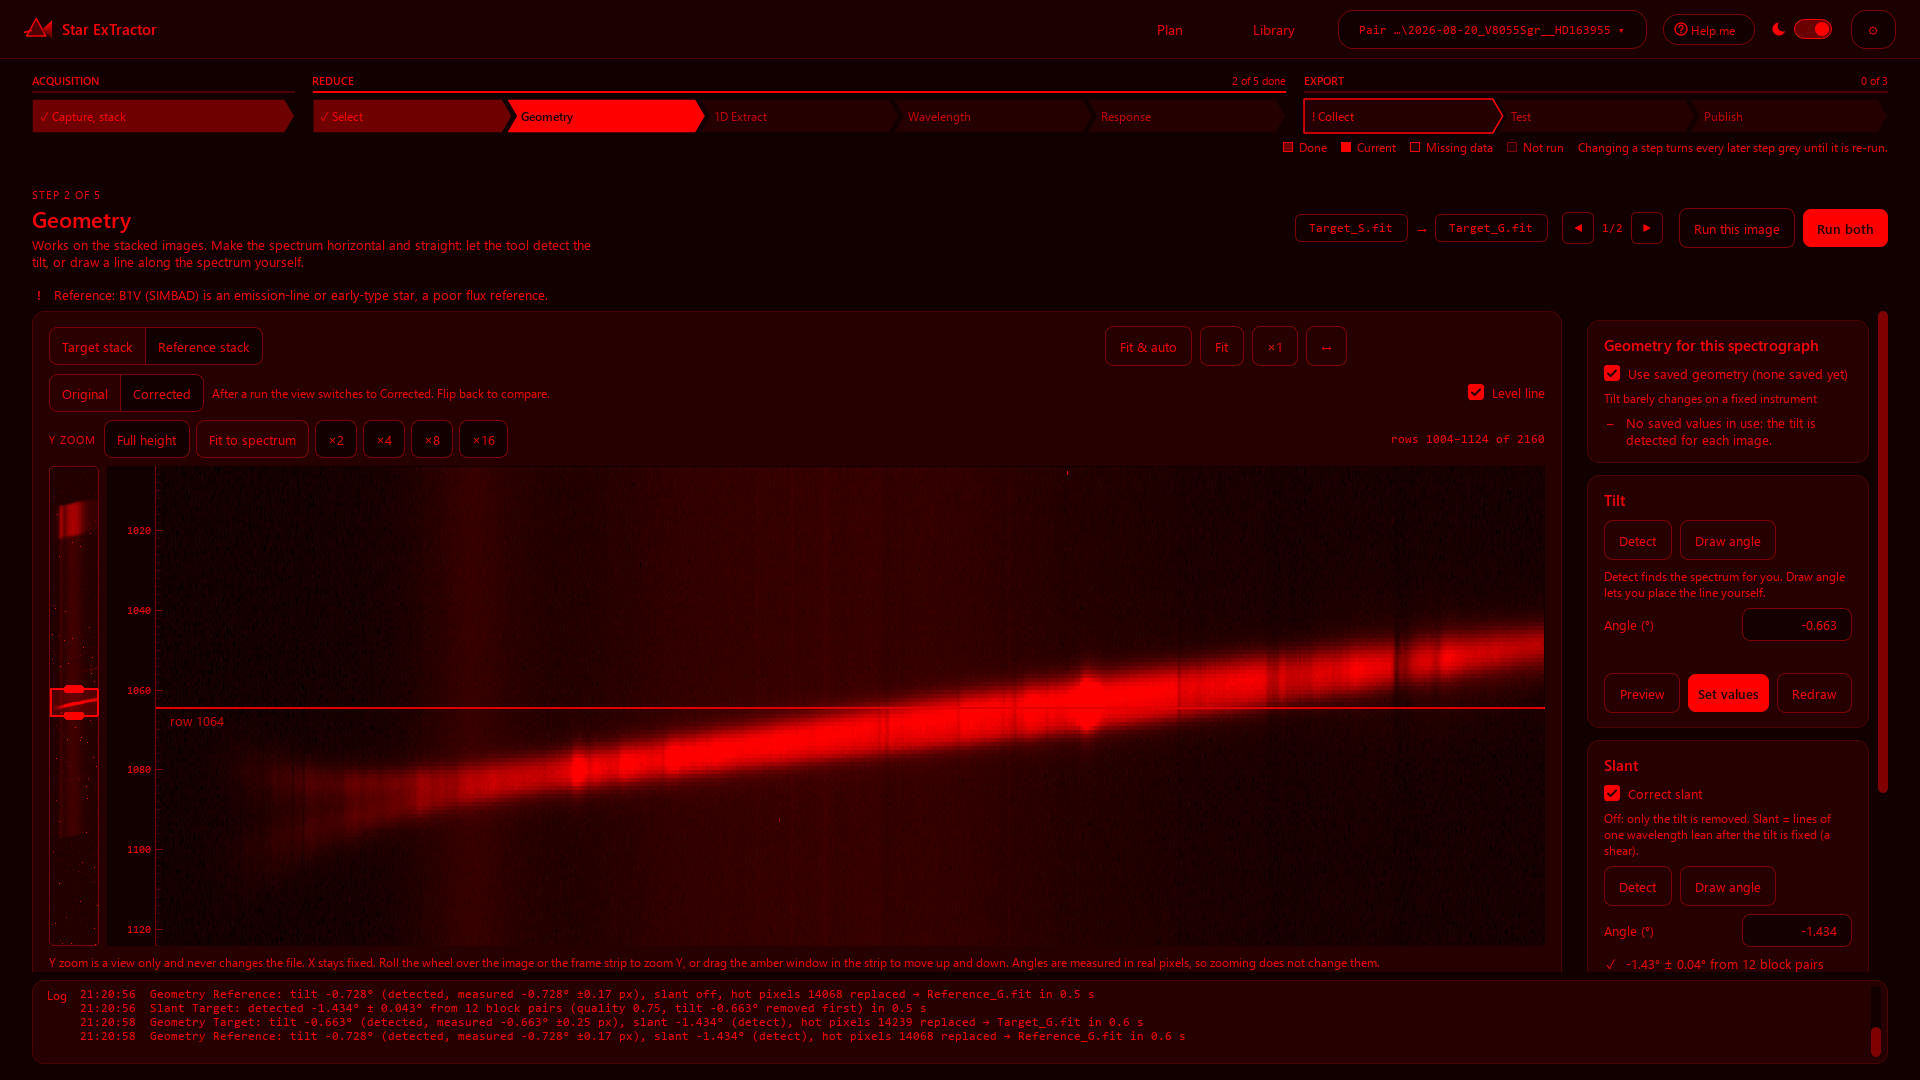 Star ExTractor
Plan
Library
Pair …\2026-08-20_V8055Sgr__HD163955 ▾
Help me
ACQUISITION
REDUCE
2 of 5 done
EXPORT
0 of 3
✓ Capture, stack
✓ Select
Geometry
1D Extract
Wavelength
Response
! Collect
Test
Publish
Done
Current
Missing data
Not run
Changing a step turns every later step grey until it is re-run.
STEP 2 OF 5
Geometry
Works on the stacked images. Make the spectrum horizontal and straight: let the tool detect the
tilt, or draw a line along the spectrum yourself.
Target_S.fit → Target_G.fit
◀ 1/2 ▶
Run this image
Run both
! Reference: B1V (SIMBAD) is an emission-line or early-type star, a poor flux reference.
Target stack
Reference stack
Fit & auto
Fit
×1
Original
Corrected
After a run the view switches to Corrected. Flip back to compare.
Level line
Y ZOOM
Full height
Fit to spectrum
×2
×4
×8
×16
rows 1004–1124 of 2160
1020
1040
1060
row 1064
1080
1100
1120
Y zoom is a view only and never changes the file. X stays fixed. Roll the wheel over the image or the frame strip to zoom Y, or drag the amber window in the strip to move up and down. Angles are measured in real pixels, so zooming does not change them.
Geometry for this spectrograph
Use saved geometry (none saved yet)
Tilt barely changes on a fixed instrument
– No saved values in use: the tilt is
detected for each image.
Tilt
Detect
Draw angle
Detect finds the spectrum for you. Draw angle
lets you place the line yourself.
Angle (°)
-0.663
Preview
Set values
Redraw
Slant
Correct slant
Off: only the tilt is removed. Slant = lines of
one wavelength lean after the tilt is fixed (a
shear).
Detect
Draw angle
Angle (°)
-1.434
✓ -1.43° ± 0.04° from 12 block pairs
Log
21:20:56 Geometry Reference: tilt -0.728° (detected, measured -0.728° ±0.17 px), slant off, hot pixels 14068 replaced → Reference_G.fit in 0.5 s
21:20:56 Slant Target: detected -1.434° ± 0.043° from 12 block pairs (quality 0.75, tilt -0.663° removed first) in 0.5 s
21:20:58 Geometry Target: tilt -0.663° (detected, measured -0.663° ±0.25 px), slant -1.434° (detect), hot pixels 14239 replaced → Target_G.fit in 0.6 s
21:20:58 Geometry Reference: tilt -0.728° (detected, measured -0.728° ±0.17 px), slant -1.434° (detect), hot pixels 14068 replaced → Reference_G.fit in 0.6 s